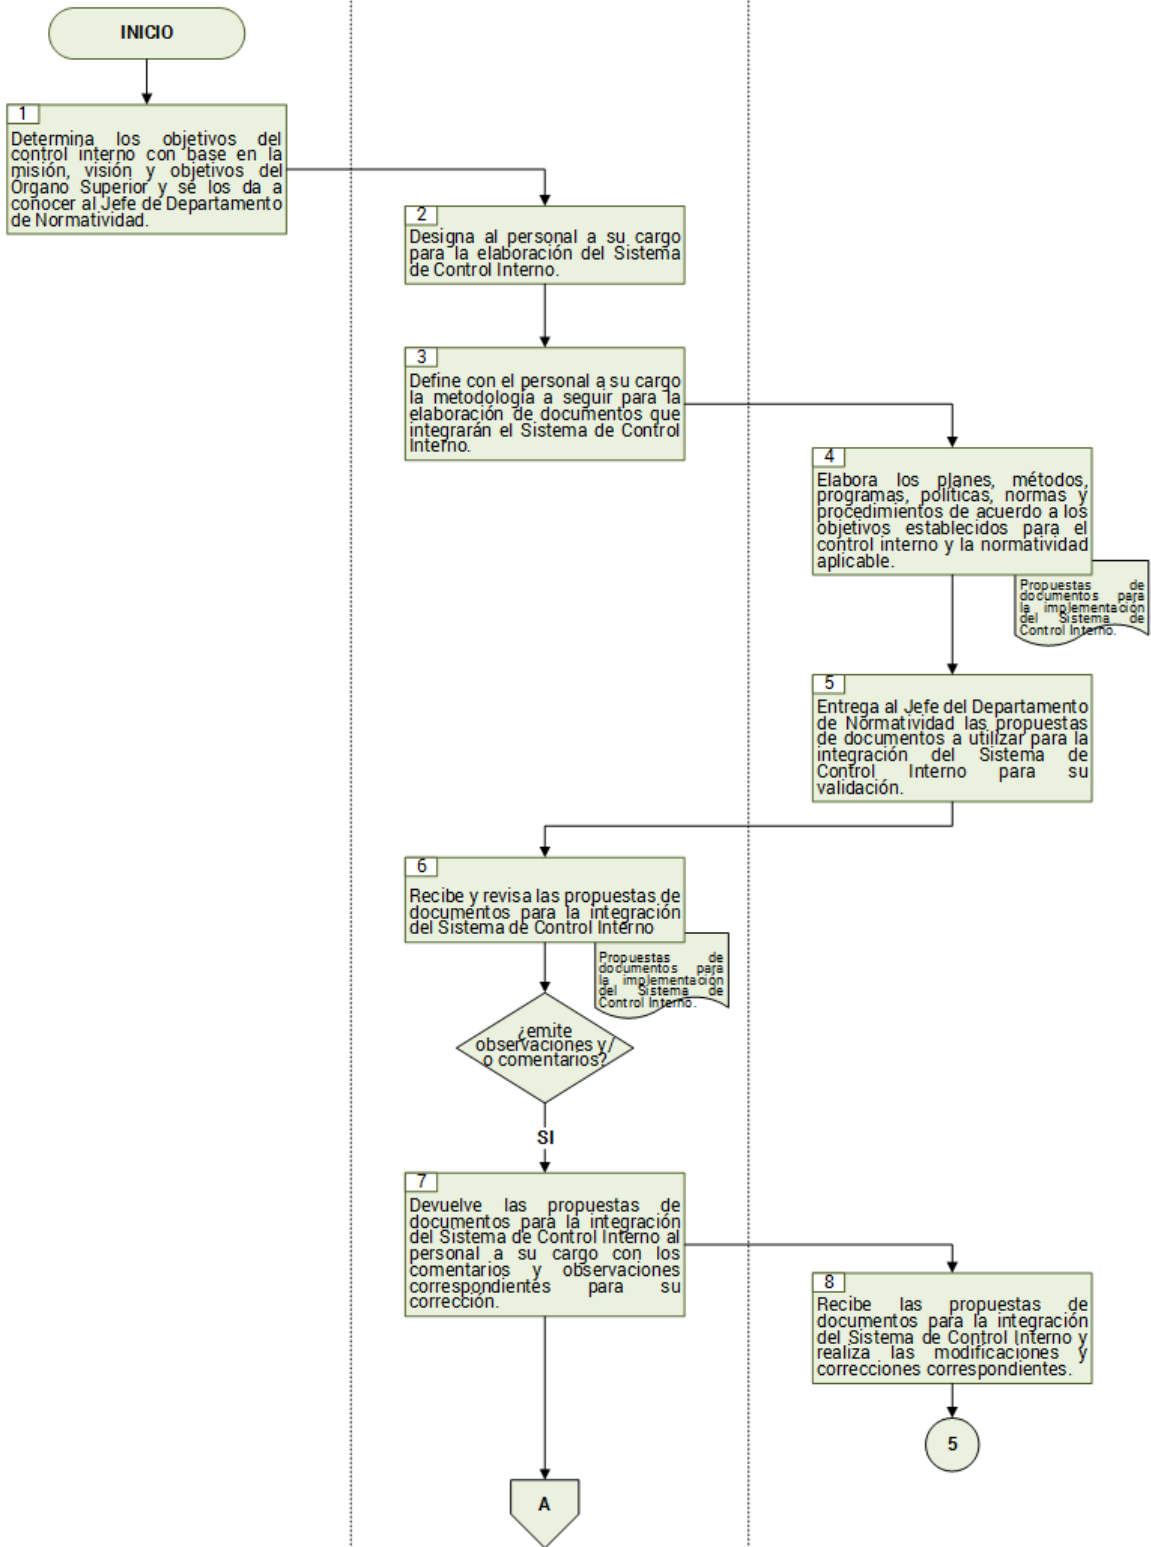 INICIO
1
Determina los objetivos del
control interno con base en la
misión, visión y objetivos del
Órgano Superior y se los da a
conocer al Jefe de Departamento
de Normatividad.
2
Designa al personal a su cargo
para la elaboración del Sistema
de Control Interno.
3
Define con el personal a su cargo
la metodología a seguir para la
elaboración de documentos que
integrarán el Sistema de Control
Interno.
4
Elabora los planes, métodos,
programas, políticas, normas y
procedimientos de acuerdo a los
objetivos establecidos para el
control interno y la normatividad
aplicable.
Propuestas de
documentos para
la implementación
del Sistema de
Control Interno.
5
Entrega al Jefe del Departamento
de Normatividad las propuestas
de documentos a utilizar para la
integración del Sistema de
Control Interno para su
validación.
6
Recibe y revisa las propuestas de
documentos para la integración
del Sistema de Control Interno
Propuestas de
documentos para
la implementación
del Sistema de
Control Interno.
¿emite
observaciones y/
o comentarios?
SI
7
Devuelve las propuestas de
documentos para la integración
del Sistema de Control Interno al
personal a su cargo con los
comentarios y observaciones
correspondientes para su
corrección.
8
Recibe las propuestas de
documentos para la integración
del Sistema de Control Interno y
realiza las modificaciones y
correcciones correspondientes.
5
A